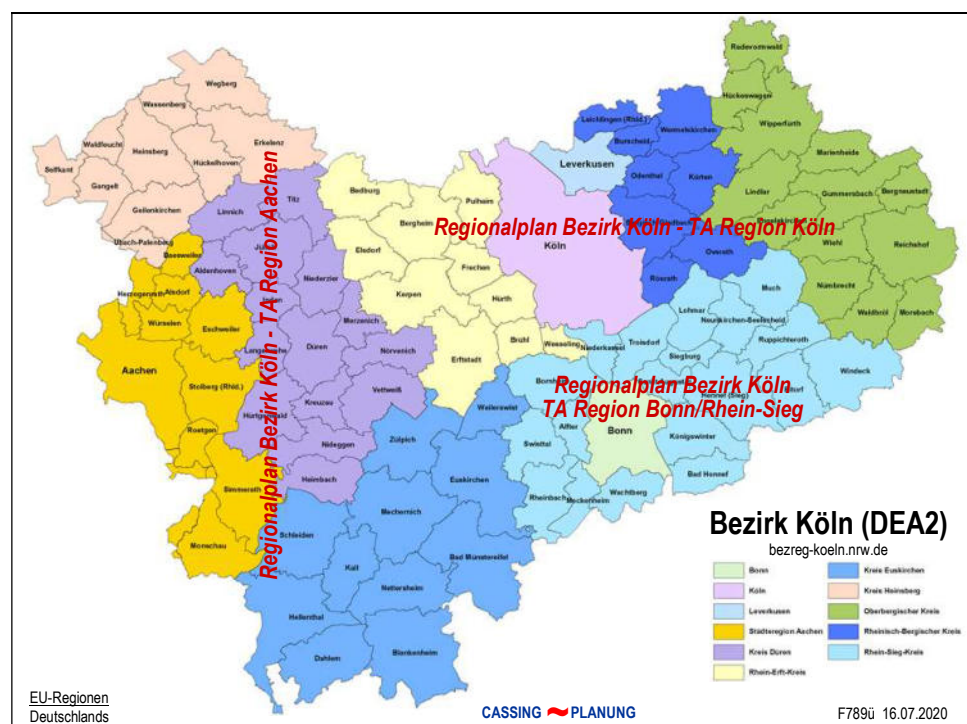 Radevormwald
Hückeswagen
Wipperfürth
Wegberg
Wassenberg
Leichlingen (Rhld.)
Wermelskirchen
Burscheid
Marienheide
Waldfeucht
Heinsberg
Erkelenz
Leverkusen
Selfkant
Hückelhoven
Odenthal
Kürten
Gangelt
Bedburg
Pulheim
Lindlar
Gummersbach
Bergneustadt
Geilenkirchen
Linnich
Titz
Bergheim
Regionalplan Bezirk Köln - TA Region Köln
Köln
Übach-Palenberg
Baesweiler
Elsdorf
Wiehl
Reichshof
Aldenhoven
Niederzier
Frechen
Overath
Rösrath
Herzogenrath
Alsdorf
Kerpen
Hürth
Much
Nümbrecht
Würselen
Eschweiler
Merzenich
Lohmar
Neunkirchen-Seelscheid
Waldbröl
Morsbach
Düren
Nörvenich
Brühl
Wesseling
Niederkassel
Troisdorf
Ruppichteroth
Aachen
Erftstadt
Siegburg
Windeck
Stolberg (Rhld.)
Kreuzau
Vettweiß
Regionalplan Bezirk Köln
TA Region Bonn/Rhein-Sieg
Hennef (Sieg)
Weilerswist
Alfter
Bonn
Königswinter
Roetgen
Nideggen
Zülpich
Swisttal
Bad Honnef
Heimbach
Euskirchen
Rheinbach
Meckenheim
Wachtberg
Simmerath
Mechernich
Monschau
Schleiden
Kall
Bad Münstereifel
Nettersheim
Hellenthal
Dahlem
Blankenheim
Regionalplan Bezirk Köln - TA Region Aachen
Bezirk Köln (DEA2)
bezreg-koeln.nrw.de
Bonn
Köln
Leverkusen
Städteregion Aachen
Kreis Düren
Rhein-Erft-Kreis
Kreis Euskirchen
Kreis Heinsberg
Oberbergischer Kreis
Rheinisch-Bergischer Kreis
Rhein-Sieg-Kreis
EU-Regionen
Deutschlands
CASSING PLANUNG
F789ü 16.07.2020